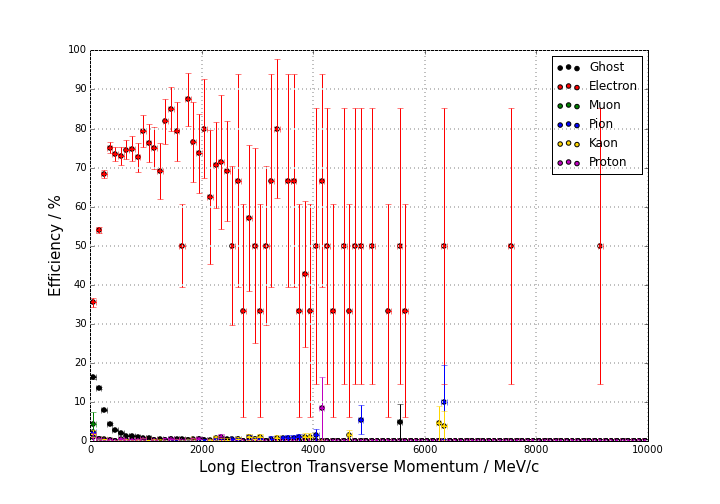 100
90
80
70
60
50
40
30
20
10
0
Efficiency / %
0 2000 4000 6000 8000 10000
Long Electron Transverse Momentum / MeV/c
Ghost
Electron
Muon
Pion
Kaon
Proton